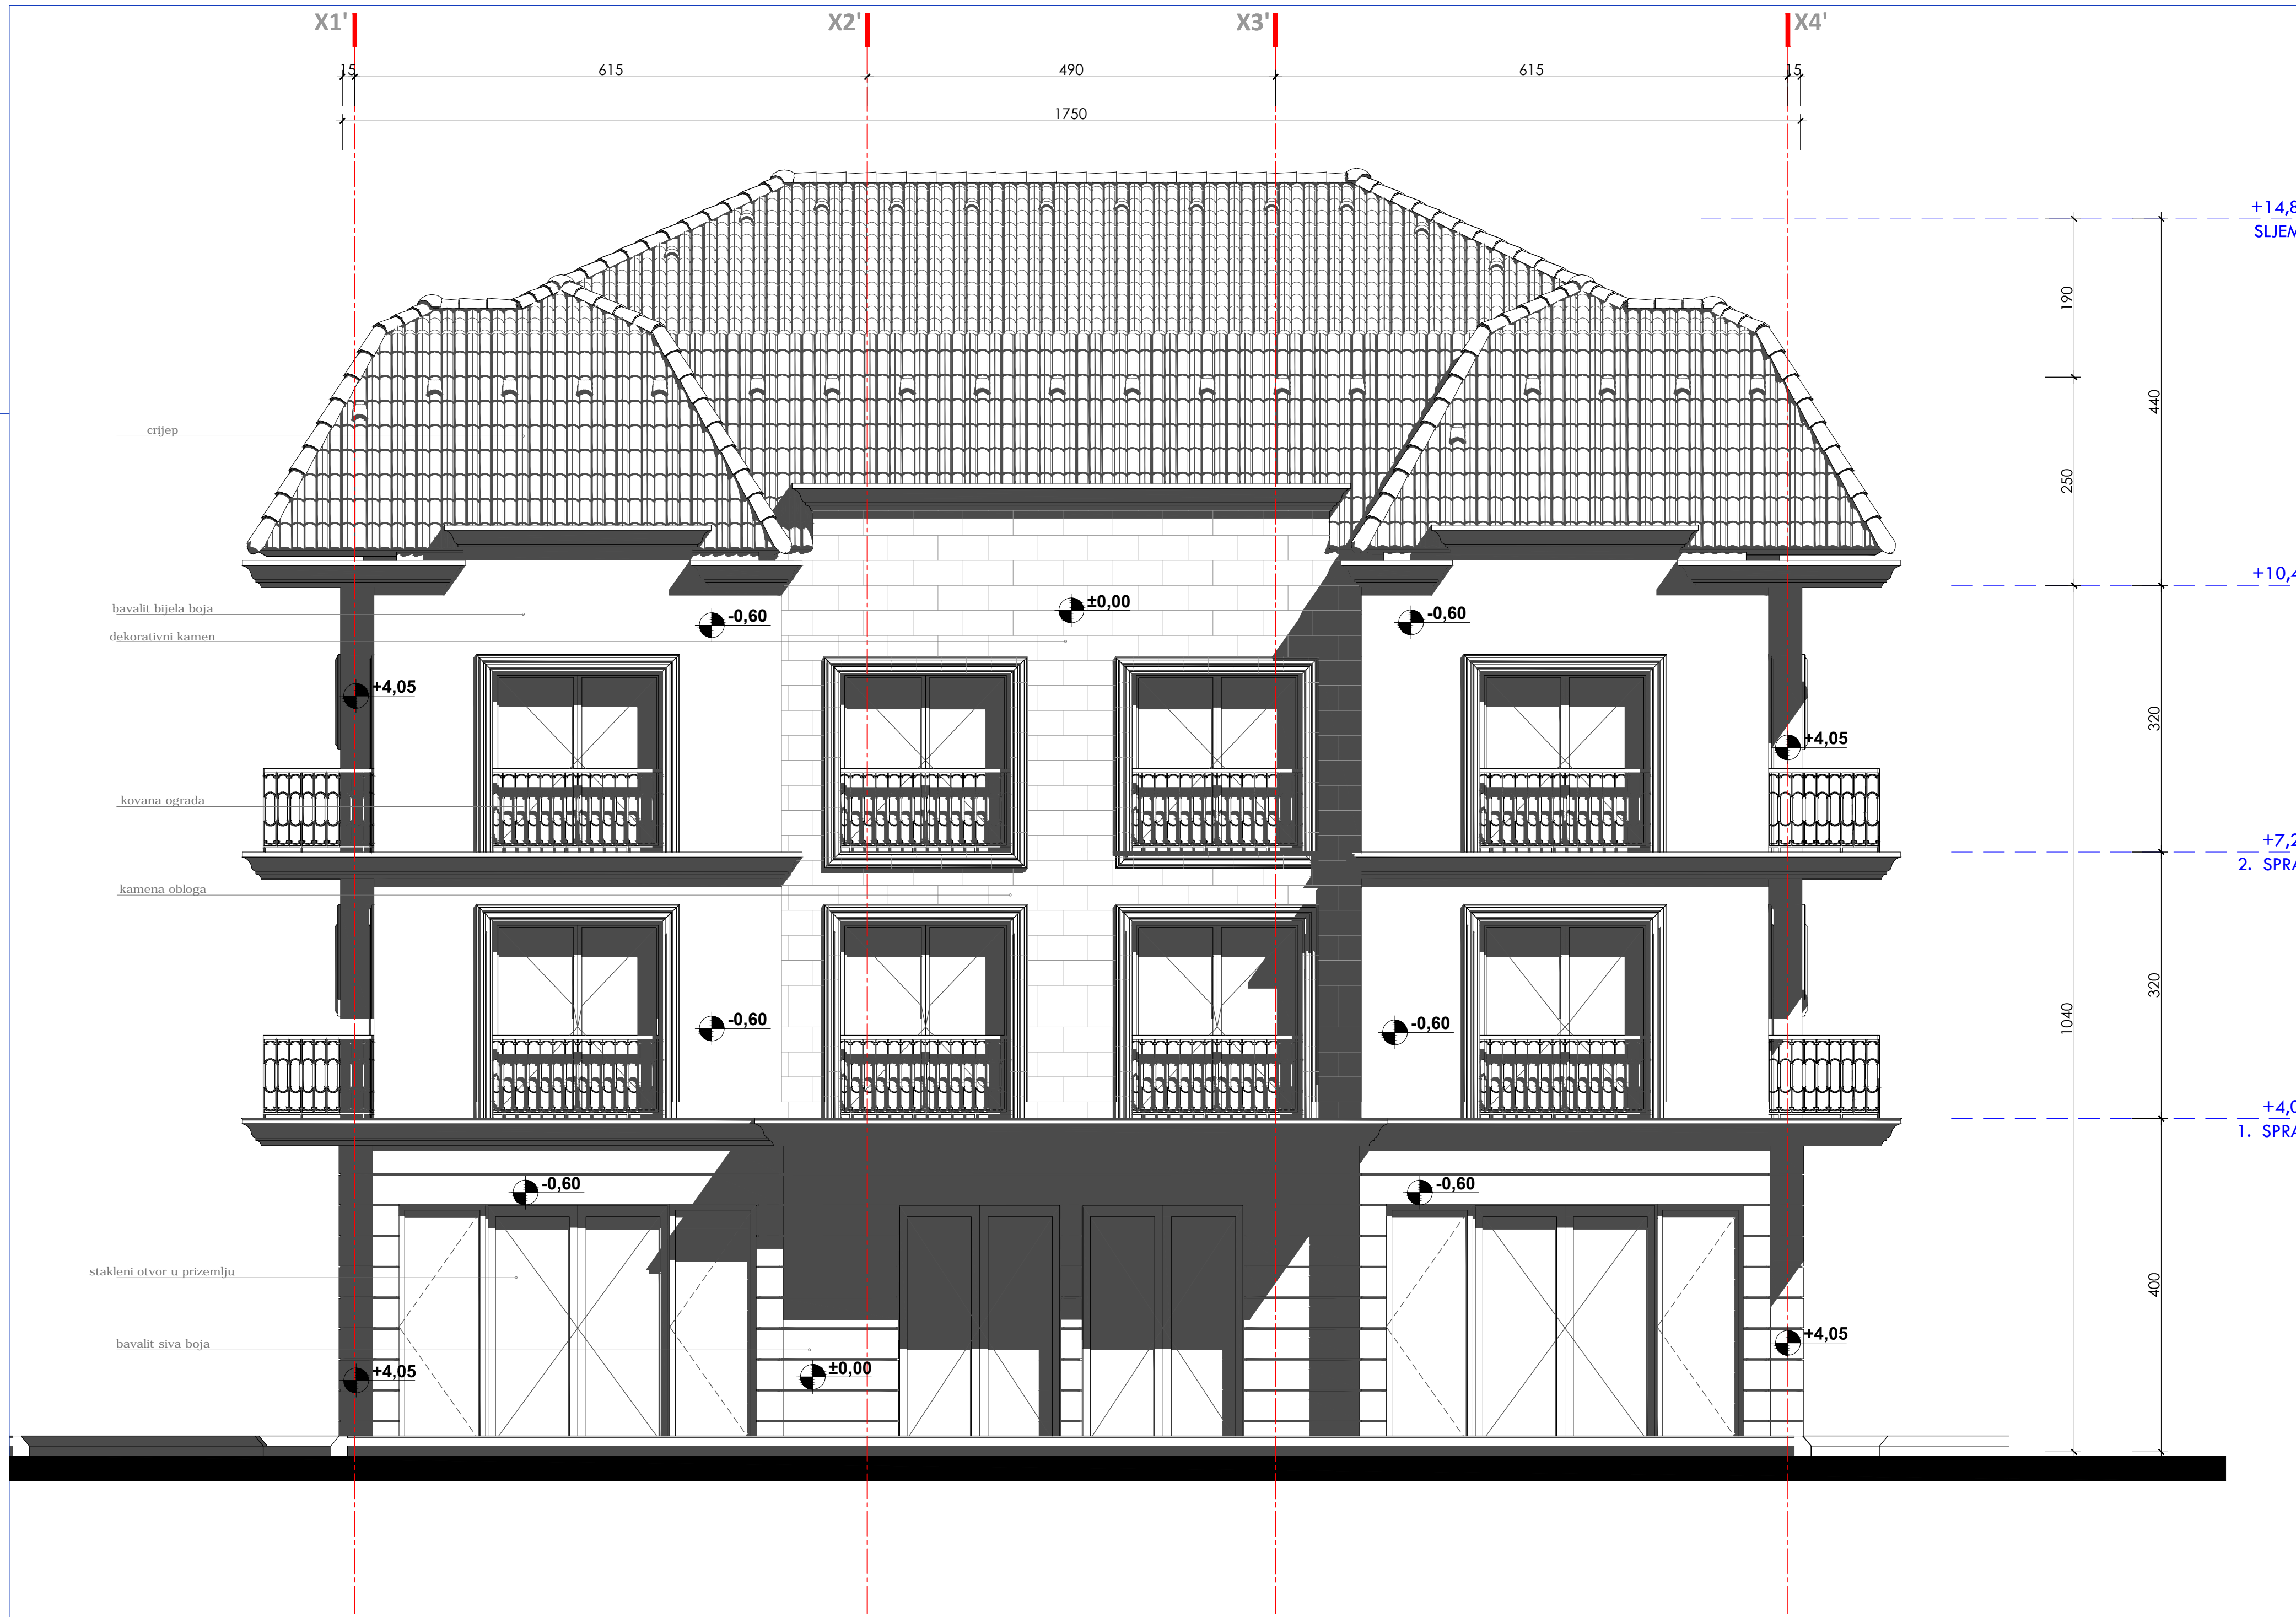 X1' X2' X3' X4'
15 615 490 615 15
1750
+14,8
SLJEM
190
440
crijep
250
+10,4
bavalit bijela boja
-0,60 ±0,00 -0,60
dekorativni kamen
+4,05
320
+4,05
kovana ograda
+7,2
2. SPRA
kamena obloga
320
-0,60 -0,60
1040
+4,0
1. SPRA
-0,60 -0,60
stakleni otvor u prizemlju
400
bavalit siva boja
+4,05
+4,05 ±0,00